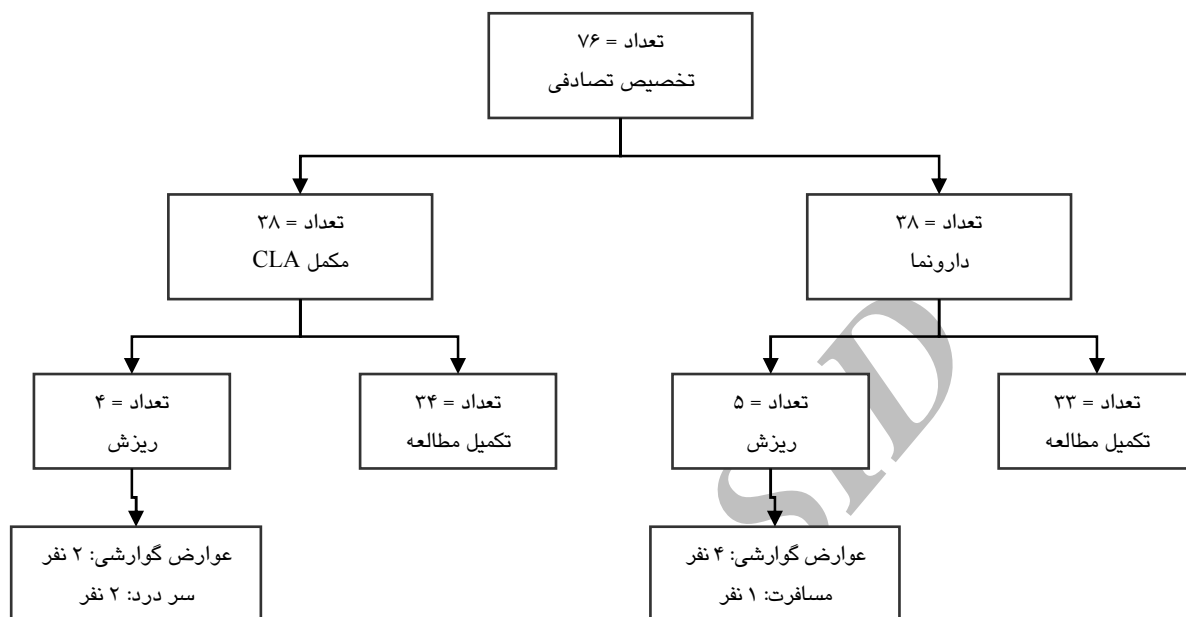 تعداد = ۷۶
تخصیص تصادفی
تعداد = ۳۸
دارونما
تعداد = ۳۸
مکمل CLA
تعداد = ۳۳
تکمیل مطالعه
تعداد = ۵
ریزش
تعداد = ۳۴
تکمیل مطالعه
تعداد = ۴
ریزش
عوارض گوارشی: ۴ نفر
مسافرت: ۱ نفر
عوارض گوارشی: ۲ نفر
سر درد: ۲ نفر
SID